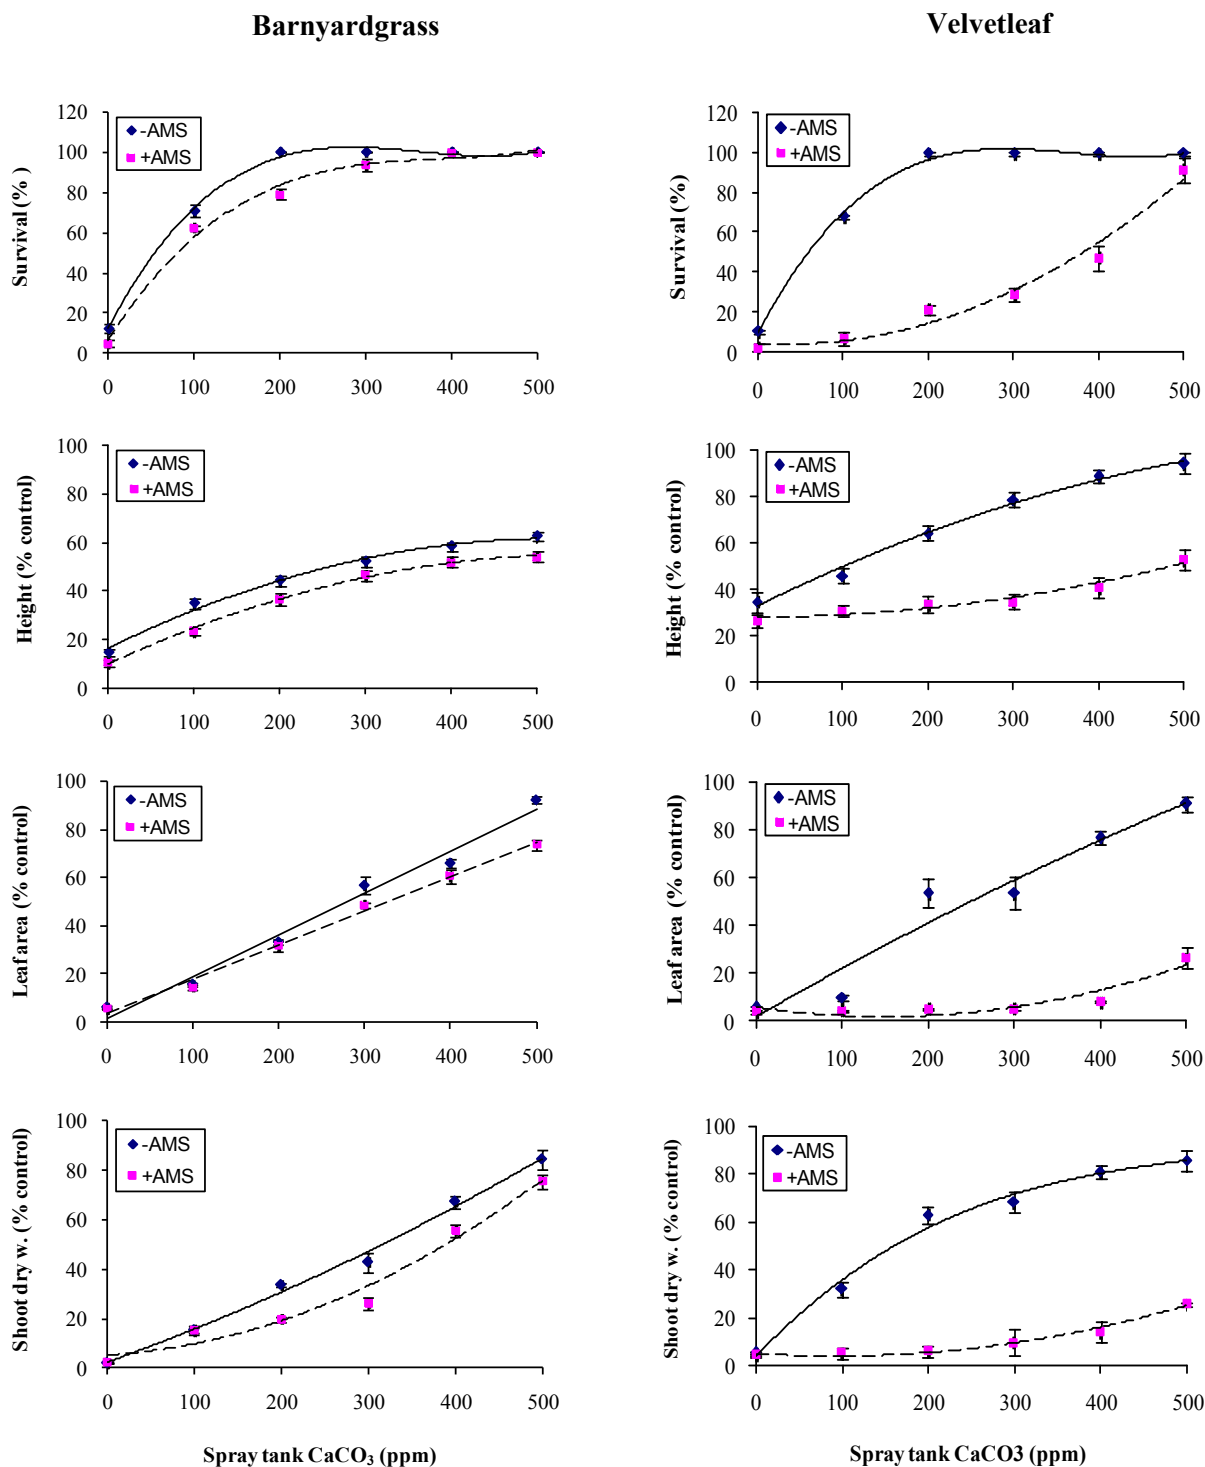 Barnyardgrass
Velvetleaf
120
100
80
60
40
20
0
Survival (%)
-AMS
+AMS
0 100 200 300 400 500
120
100
80
60
40
20
0
Survival (%)
-AMS
+AMS
0 100 200 300 400 500
100
80
60
40
20
0
Height (% control)
-AMS
+AMS
0 100 200 300 400 500
100
80
60
40
20
0
Height (% control)
-AMS
+AMS
0 100 200 300 400 500
100
80
60
40
20
0
Leaf area (% control)
-AMS
+AMS
0 100 200 300 400 500
100
80
60
40
20
0
Leaf area (% control)
-AMS
+AMS
0 100 200 300 400 500
100
80
60
40
20
0
Shoot dry w. (% control)
-AMS
+AMS
0 100 200 300 400 500
Spray tank CaCO₃ (ppm)
100
80
60
40
20
0
Shoot dry w. (% control)
-AMS
+AMS
0 100 200 300 400 500
Spray tank CaCO3 (ppm)